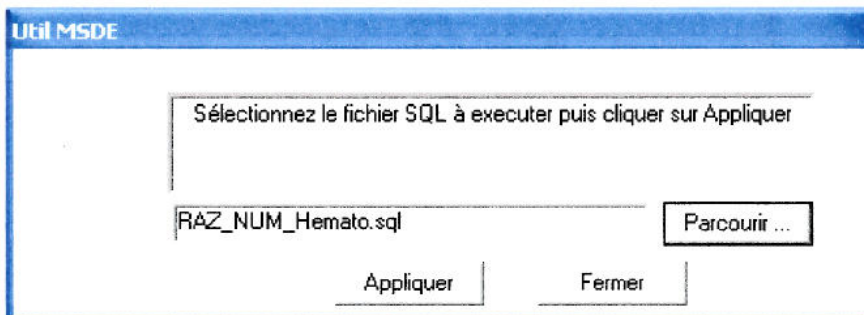 Util MSDE
Sélectionnez le fichier SQL à executer puis cliquer sur Appliquer
RAZ_NUM_Hemato.sql
Parcourir ...
Appliquer
Fermer